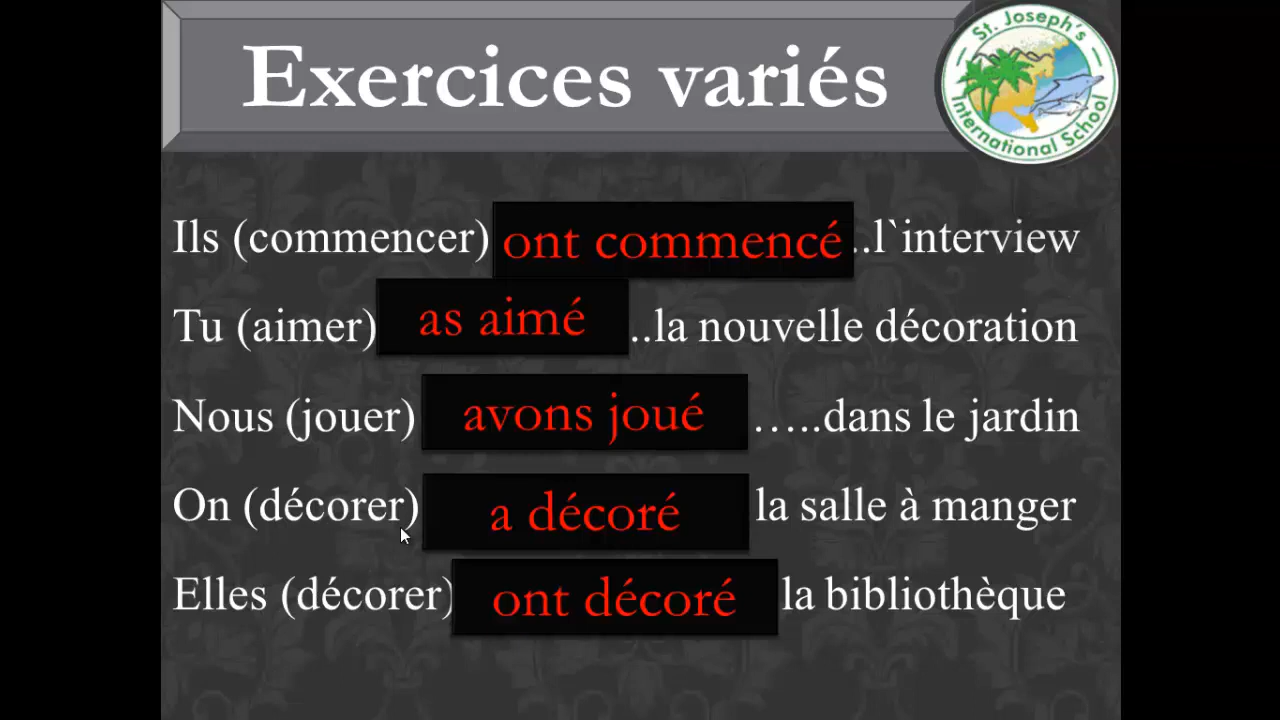 Exercices variés
St. Joseph's
International School
Ils (commencer) ont commencé ..l`interview
Tu (aimer) as aimé ..la nouvelle décoration
Nous (jouer) avons joué …..dans le jardin
On (décorer) a décoré la salle à manger
Elles (décorer) ont décoré la bibliothèque